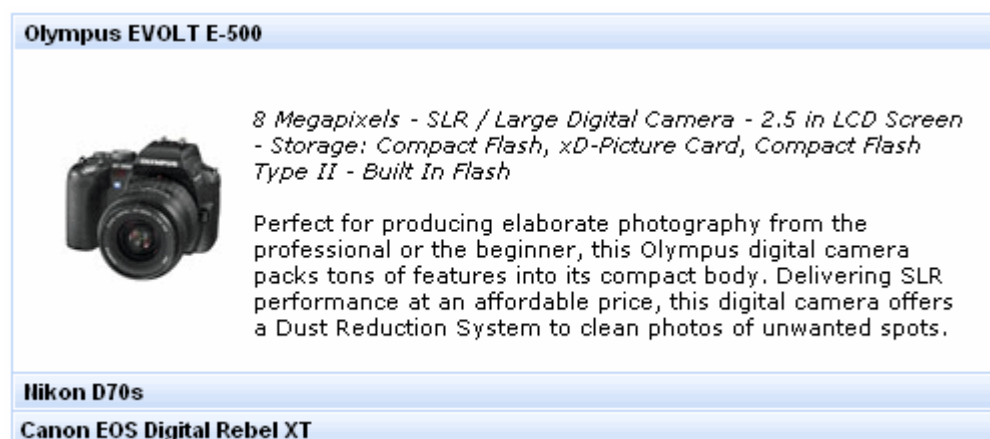 Olympus EVOLT E-500
OLYMPUS
8 Megapixels - SLR / Large Digital Camera - 2.5 in LCD Screen
- Storage: Compact Flash, xD-Picture Card, Compact Flash
Type II - Built In Flash
Perfect for producing elaborate photography from the
professional or the beginner, this Olympus digital camera
packs tons of features into its compact body. Delivering SLR
performance at an affordable price, this digital camera offers
a Dust Reduction System to clean photos of unwanted spots.
Nikon D70s
Canon EOS Digital Rebel XT